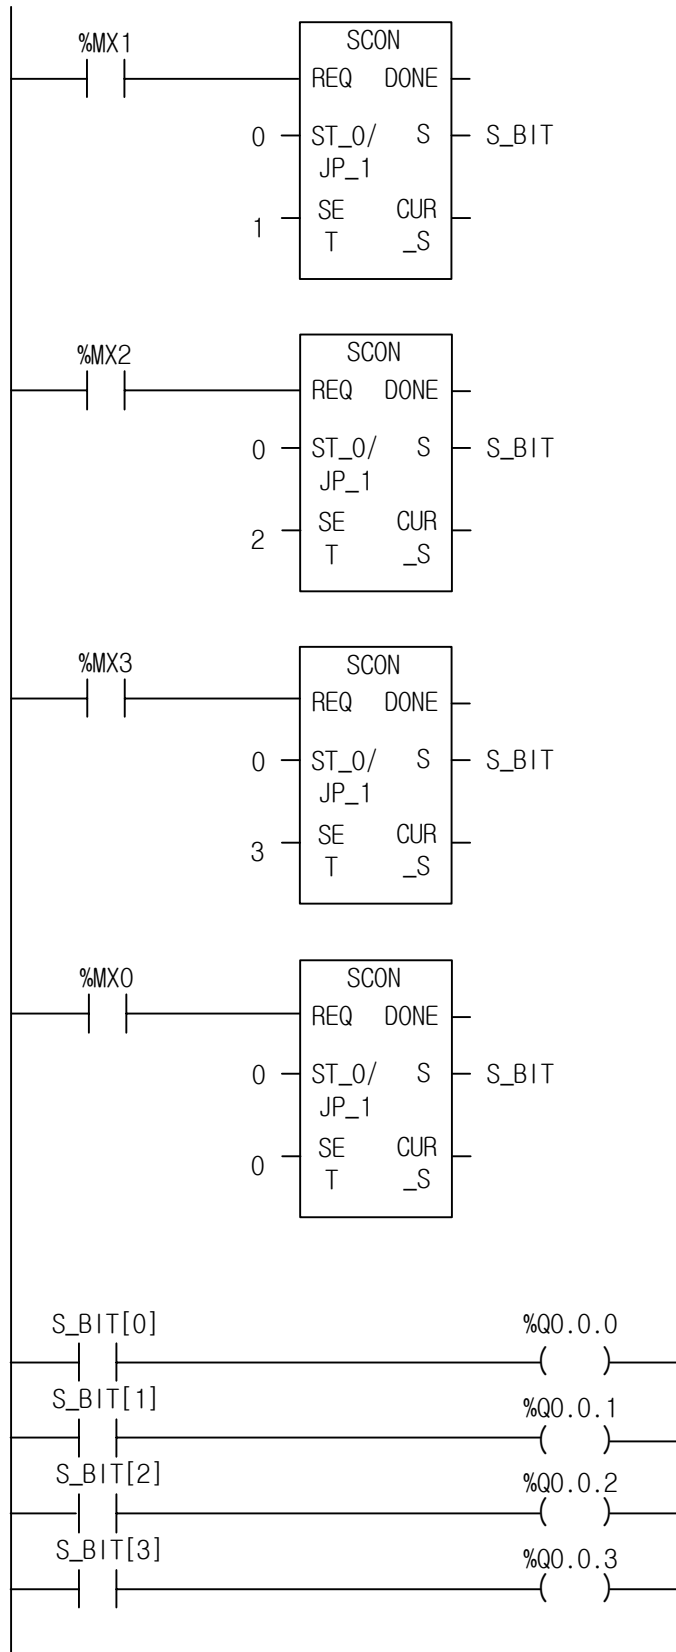 %MX1
SCON
REQ DONE
0 ST_0/ S S_BIT
JP_1
1 SE CUR
T _S
%MX2
SCON
REQ DONE
0 ST_0/ S S_BIT
JP_1
2 SE CUR
T _S
%MX3
SCON
REQ DONE
0 ST_0/ S S_BIT
JP_1
3 SE CUR
T _S
%MX0
SCON
REQ DONE
0 ST_0/ S S_BIT
JP_1
0 SE CUR
T _S
S_BIT[0] %Q0.0.0
S_BIT[1] %Q0.0.1
S_BIT[2] %Q0.0.2
S_BIT[3] %Q0.0.3